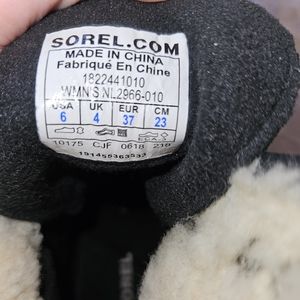 SOREL.COM
MADE IN CHINA
Fabriqué En Chine
1822441010
WMN'S NL2966-010
USA UK EUR CM
6 4 37 23
10175 CJF 0618 210